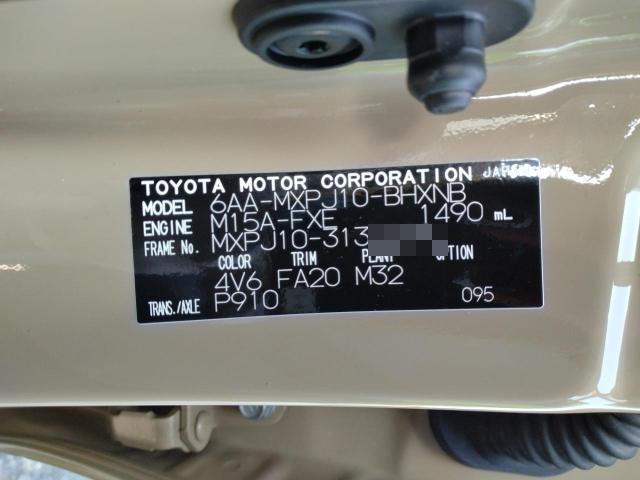 TOYOTA MOTOR CORPORATION
MODEL 6AA-MXPJ10-BHXNB
ENGINE M15A-FXE 1490 mL
FRAME No. MXPJ10-313
COLOR TRIM PLANT OPTION
4V6 FA20 M32
TRANS./AXLE P910 095